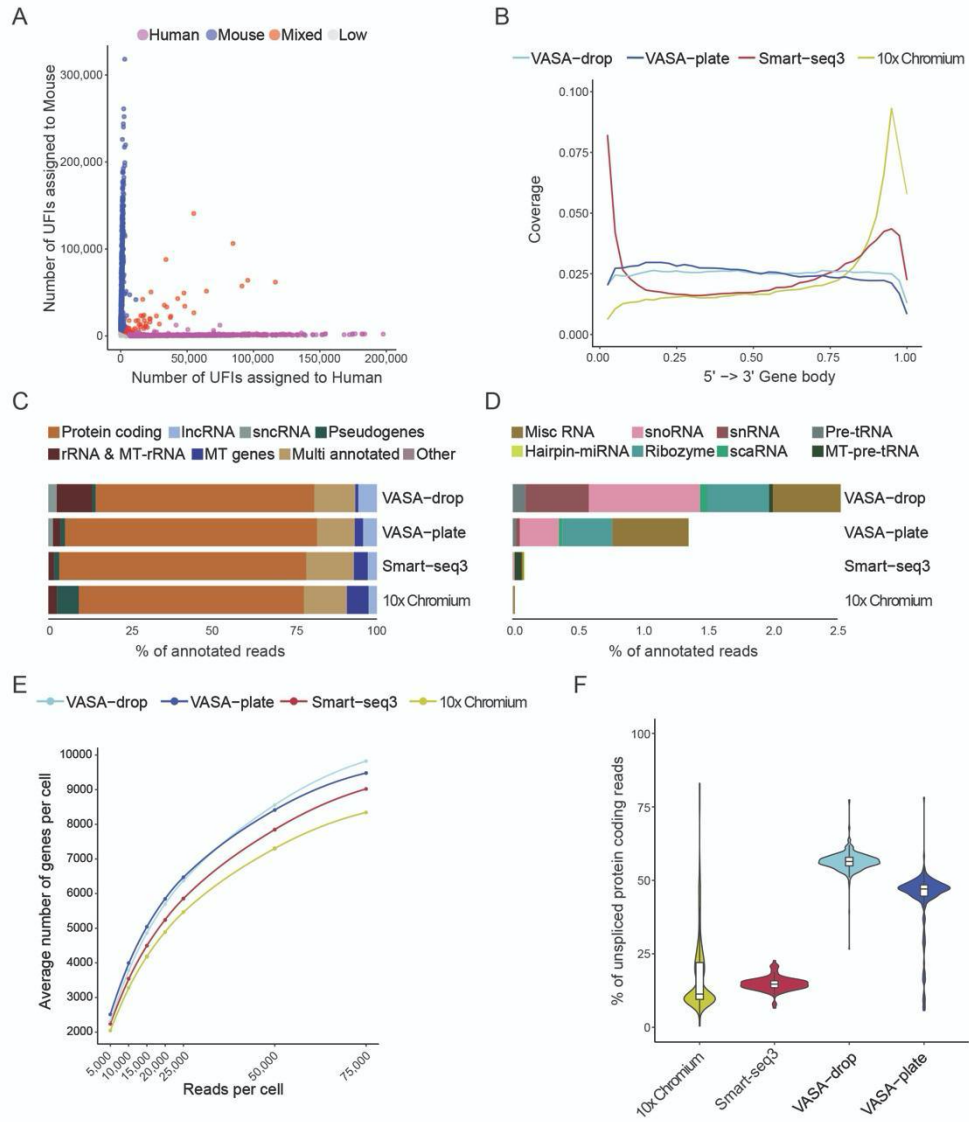 A
Human Mouse Mixed Low
Number of UFIs assigned to Mouse
300,000
200,000
100,000
0
0 50,000 100,000 150,000 200,000
Number of UFIs assigned to Human
B
VASA−drop VASA−plate Smart−seq3 10x Chromium
Coverage
0.100
0.075
0.050
0.025
0.000
0.00 0.25 0.50 0.75 1.00
5' −> 3' Gene body
C
Protein coding lncRNA sncRNA Pseudogenes
rRNA & MT−rRNA MT genes Multi annotated Other
VASA−drop
VASA−plate
Smart−seq3
10x Chromium
0 25 50 75 100
% of annotated reads
D
Misc RNA snoRNA snRNA Pre−tRNA
Hairpin−miRNA Ribozyme scaRNA MT−pre−tRNA
VASA−drop
VASA−plate
Smart−seq3
10x Chromium
0.0 0.5 1.0 1.5 2.0 2.5
% of annotated reads
E
VASA−drop VASA−plate Smart−seq3 10x Chromium
Average number of genes per cell
10000
9000
8000
7000
6000
5000
4000
3000
2000
5,000 10,000 15,000 20,000 25,000 50,000 75,000
Reads per cell
F
% of unspliced protein coding reads
100
75
50
25
0
10x Chromium Smart−seq3 VASA−drop VASA−plate